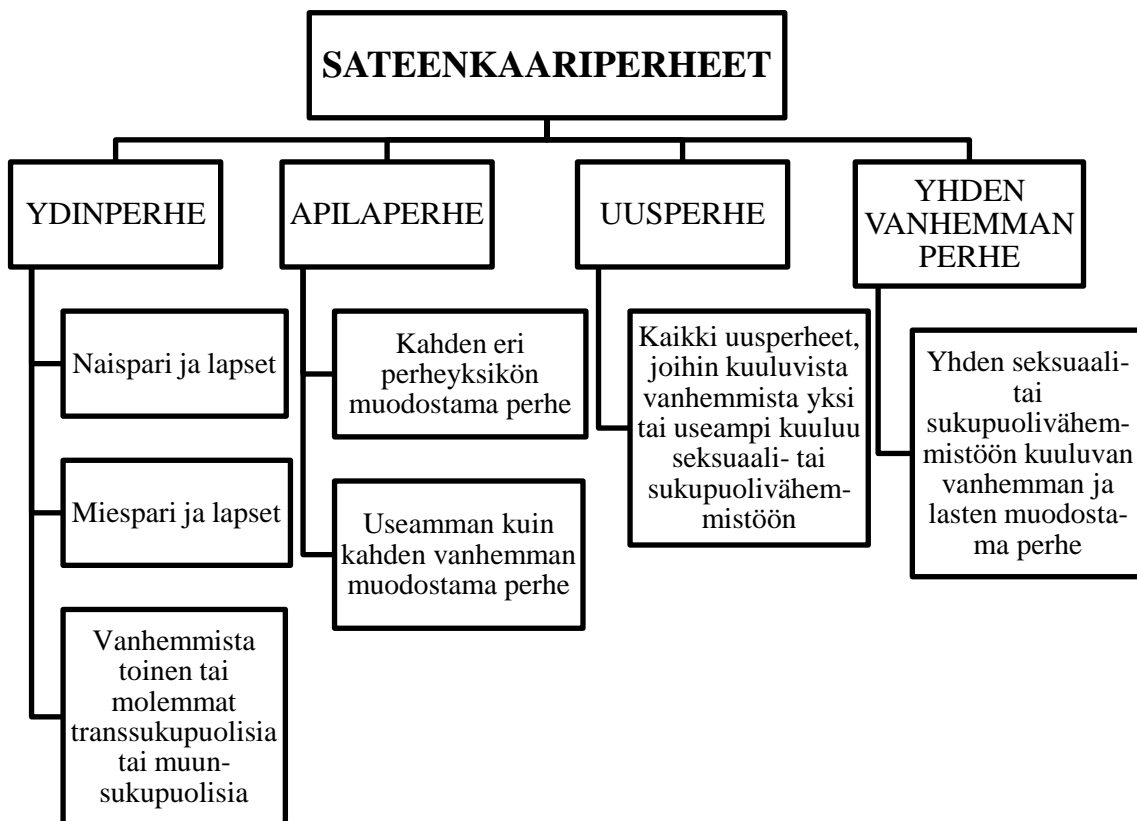 SATEENKAARIPERHEET
YDINPERHE
Naispari ja lapset
Miespari ja lapset
Vanhemmista
toinen tai
molemmat
transsukupuolisia
tai muun-
sukupuolisia
APILAPERHE
Kahden eri
perheyksikön
muodostama perhe
Useamman kuin
kahden vanhemman
muodostama perhe
UUSPERHE
Kaikki uusperheet,
joihin kuuluvista
vanhemmista yksi
tai useampi kuuluu
seksuaali- tai
sukupuolivähem-
mistöön
YHDEN
VANHEMMAN
PERHE
Yhden seksuaali-
tai
sukupuolivähem-
mistöön kuuluvan
vanhemman ja
lasten muodosta-
ma perhe